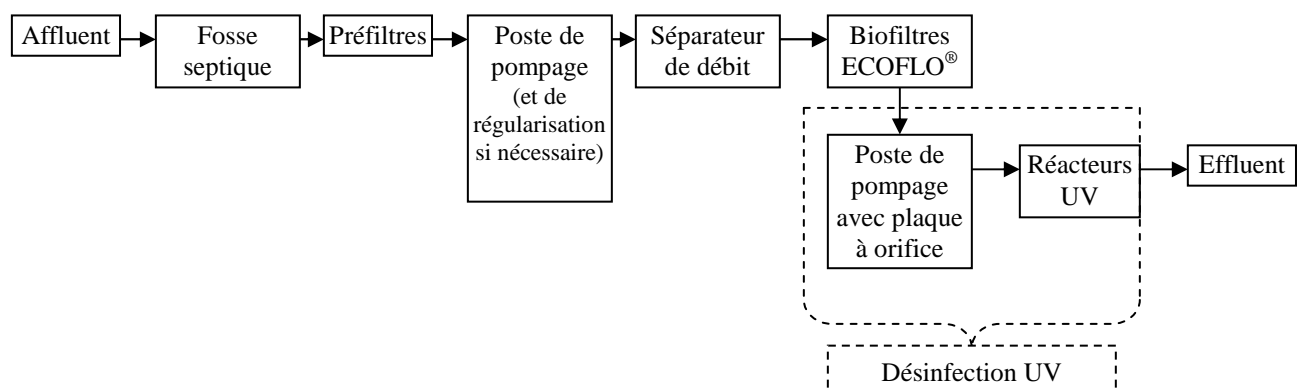 Affluent
Fosse
septique
Préfiltres
Poste de
pompage
(et de
régularisation
si nécessaire)
Séparateur
de débit
Biofiltres
ECOFLO®
Poste de
pompage
avec plaque
à orifice
Réacteurs
UV
Effluent
Désinfection UV